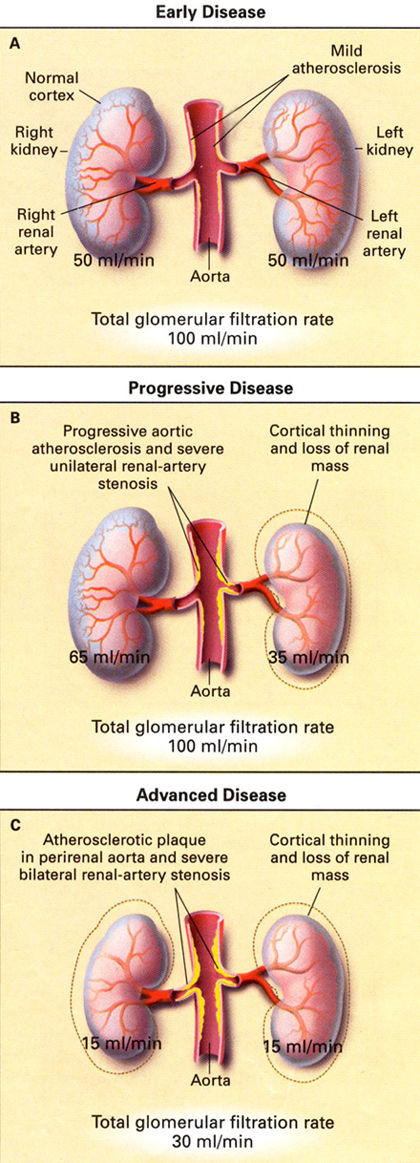 Early Disease
A
Mild
atherosclerosis
Normal
cortex
Right
kidney
Left
kidney
Right
renal
artery
Left
renal
artery
50 ml/min
50 ml/min
Aorta
Total glomerular filtration rate
100 ml/min
Progressive Disease
B
Progressive aortic
atherosclerosis and severe
unilateral renal-artery
stenosis
Cortical thinning
and loss of renal
mass
65 ml/min
35 ml/min
Aorta
Total glomerular filtration rate
100 ml/min
Advanced Disease
C
Atherosclerotic plaque
in perirenal aorta and severe
bilateral renal-artery stenosis
Cortical thinning
and loss of renal
mass
15 ml/min
15 ml/min
Aorta
Total glomerular filtration rate
30 ml/min